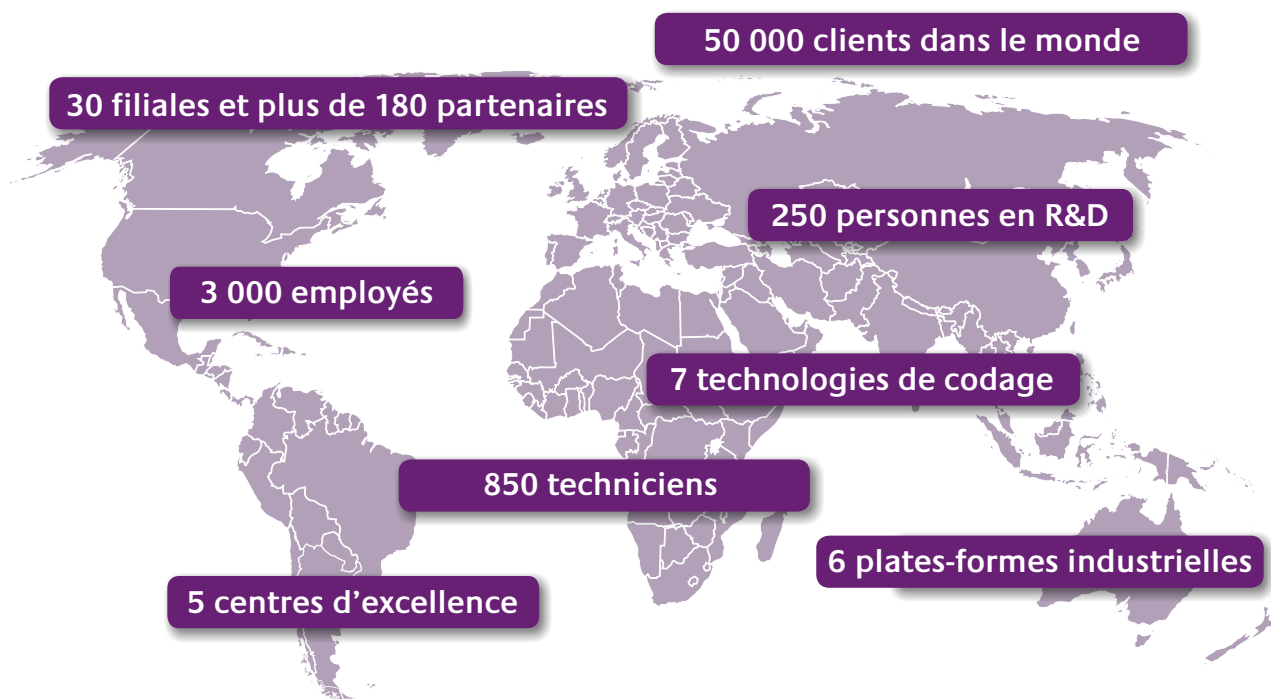 50 000 clients dans le monde
30 filiales et plus de 180 partenaires
250 personnes en R&D
3 000 employés
7 technologies de codage
850 techniciens
6 plates-formes industrielles
5 centres d’excellence